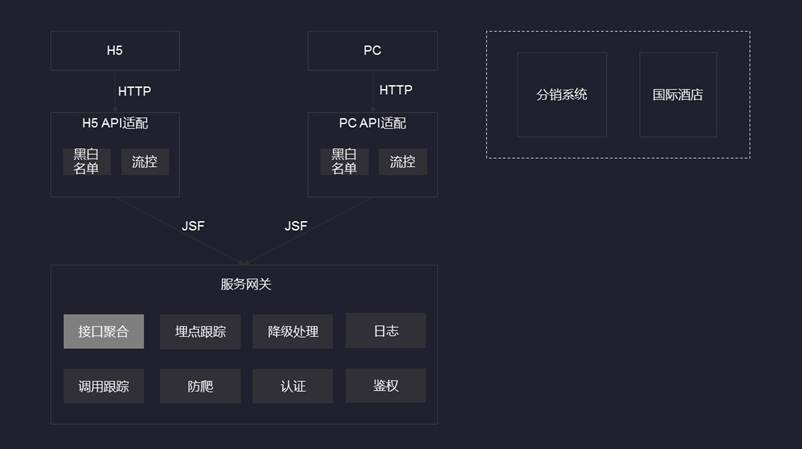 H5
PC
HTTP
HTTP
分销系统
国际酒店
H5 API适配
PC API适配
黑白
名单
流控
黑白
名单
流控
JSF
JSF
服务网关
接口聚合
埋点跟踪
降级处理
日志
调用跟踪
防爬
认证
鉴权